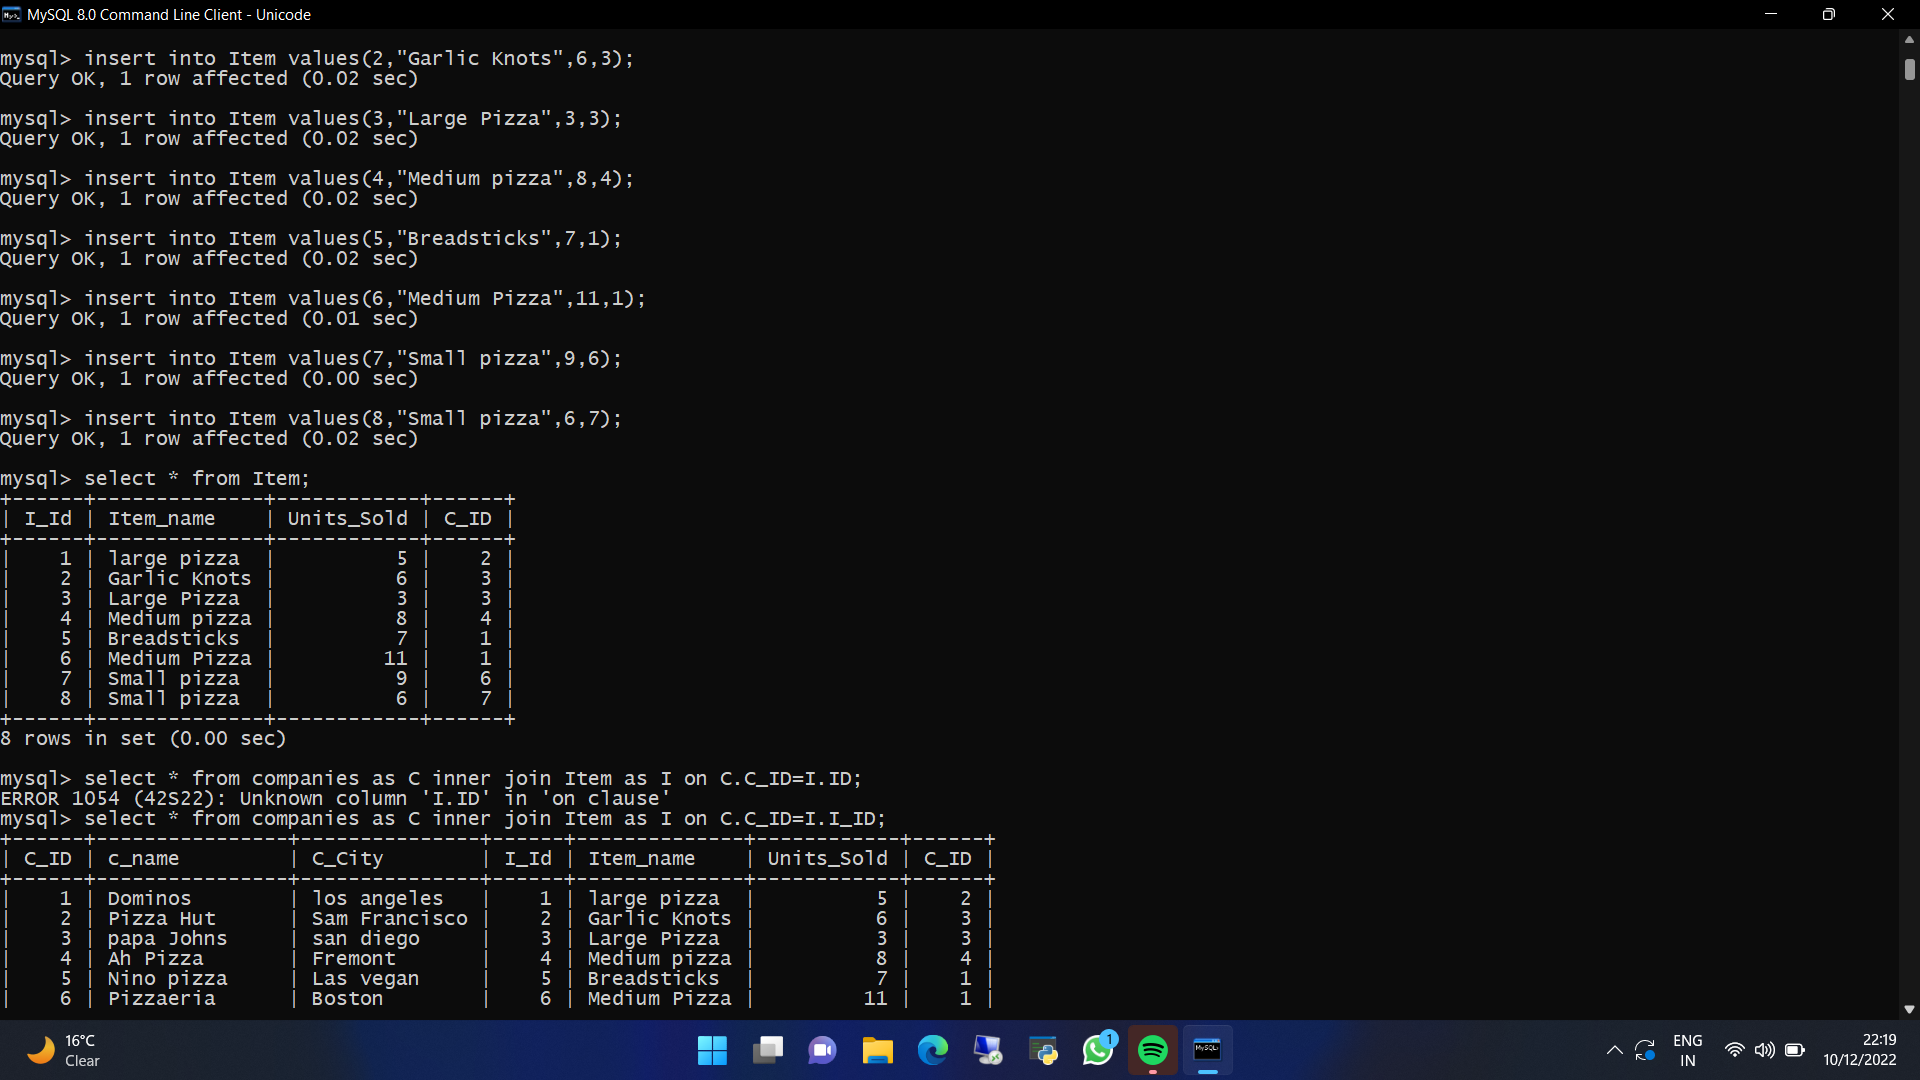 MySQL 8.0 Command Line Client - Unicode
mysql> insert into Item values(2,"Garlic Knots",6,3);
Query OK, 1 row affected (0.02 sec)
mysql> insert into Item values(3,"Large Pizza",3,3);
Query OK, 1 row affected (0.02 sec)
mysql> insert into Item values(4,"Medium pizza",8,4);
Query OK, 1 row affected (0.02 sec)
mysql> insert into Item values(5,"Breadsticks",7,1);
Query OK, 1 row affected (0.02 sec)
mysql> insert into Item values(6,"Medium Pizza",11,1);
Query OK, 1 row affected (0.01 sec)
mysql> insert into Item values(7,"Small pizza",9,6);
Query OK, 1 row affected (0.00 sec)
mysql> insert into Item values(8,"Small pizza",6,7);
Query OK, 1 row affected (0.02 sec)
mysql> select * from Item;
+------+--------------+------------+------+
| I_Id | Item_name    | Units_Sold | C_ID |
+------+--------------+------------+------+
|    1 | large pizza  |          5 |    2 |
|    2 | Garlic Knots |          6 |    3 |
|    3 | Large Pizza  |          3 |    3 |
|    4 | Medium pizza |          8 |    4 |
|    5 | Breadsticks  |          7 |    1 |
|    6 | Medium Pizza |         11 |    1 |
|    7 | Small pizza  |          9 |    6 |
|    8 | Small pizza  |          6 |    7 |
+------+--------------+------------+------+
8 rows in set (0.00 sec)
mysql> select * from companies as C inner join Item as I on C.C_ID=I.ID;
ERROR 1054 (42S22): Unknown column 'I.ID' in 'on clause'
mysql> select * from companies as C inner join Item as I on C.C_ID=I.I_ID;
+------+----------------+---------------+------+--------------+------------+------+
| C_ID | c_name         | C_City        | I_Id | Item_name    | Units_Sold | C_ID |
+------+----------------+---------------+------+--------------+------------+------+
|    1 | Dominos        | los angeles   |    1 | large pizza  |          5 |    2 |
|    2 | Pizza Hut      | Sam Francisco |    2 | Garlic Knots |          6 |    3 |
|    3 | papa Johns     | san diego     |    3 | Large Pizza  |          3 |    3 |
|    4 | Ah Pizza       | Fremont       |    4 | Medium pizza |          8 |    4 |
|    5 | Nino pizza     | Las vegan     |    5 | Breadsticks  |          7 |    1 |
|    6 | Pizzaeria      | Boston        |    6 | Medium Pizza |         11 |    1 |
16°C
Clear
1
MySQL>
ENG
IN
22:19
10/12/2022